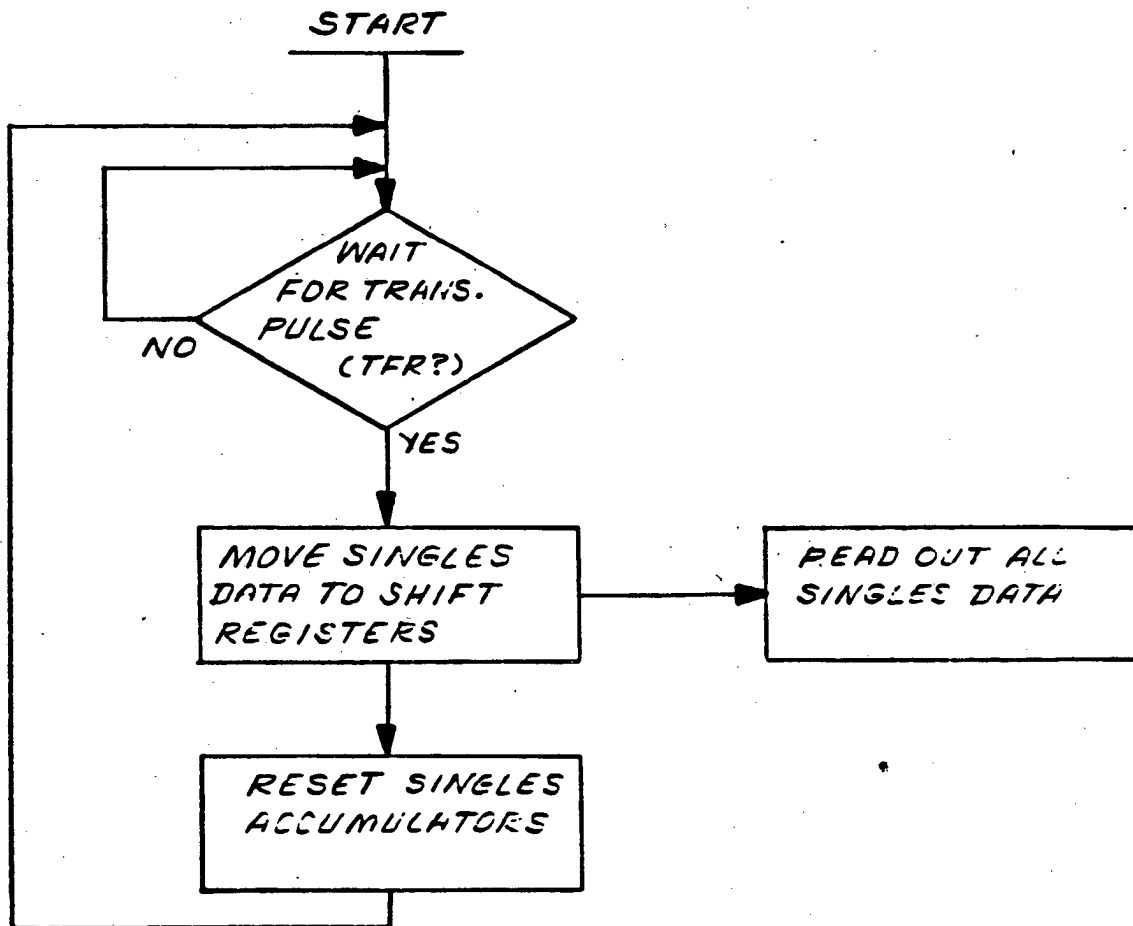 START
WAIT
FOR TRANS.
PULSE
(TFR?)
NO
YES
MOVE SINGLES
DATA TO SHIFT
REGISTERS
READ OUT ALL
SINGLES DATA
RESET SINGLES
ACCUMULATORS